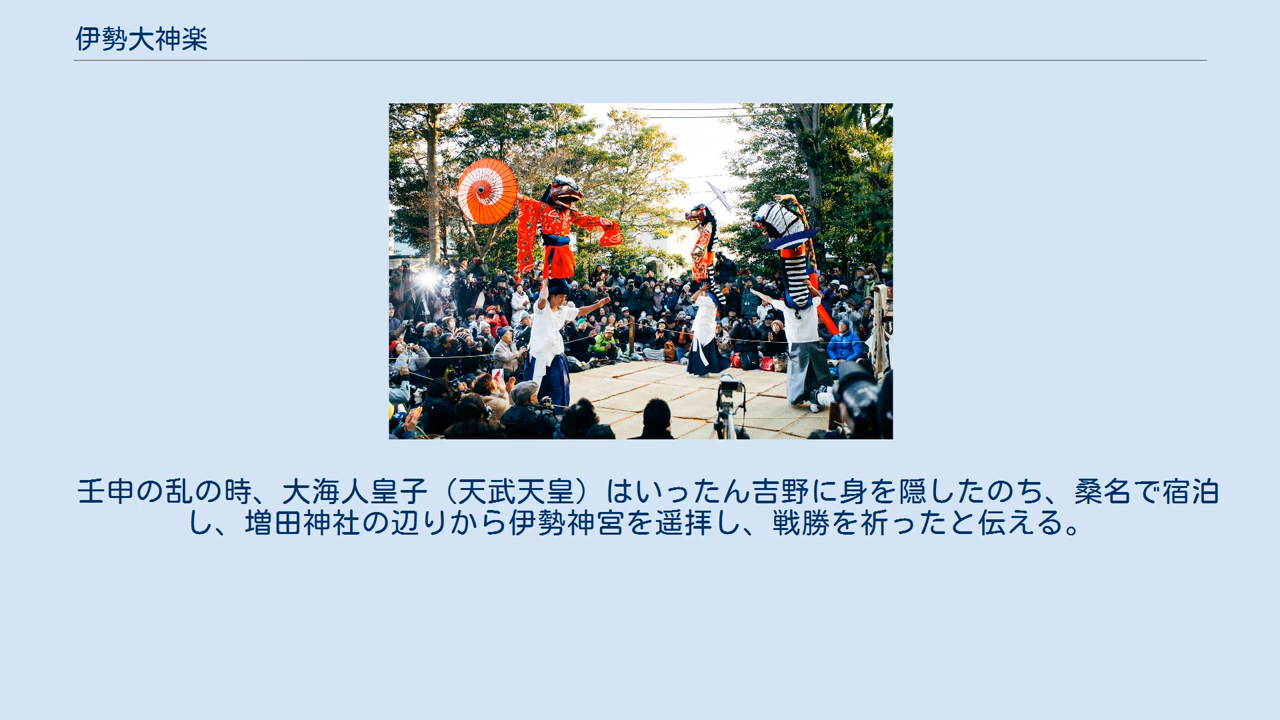 伊勢大神楽
壬申の乱の時、大海人皇子（天武天皇）はいったん吉野に身を隠したのち、桑名で宿泊
し、増田神社の辺りから伊勢神宮を遥拝し、戦勝を祈ったと伝える。